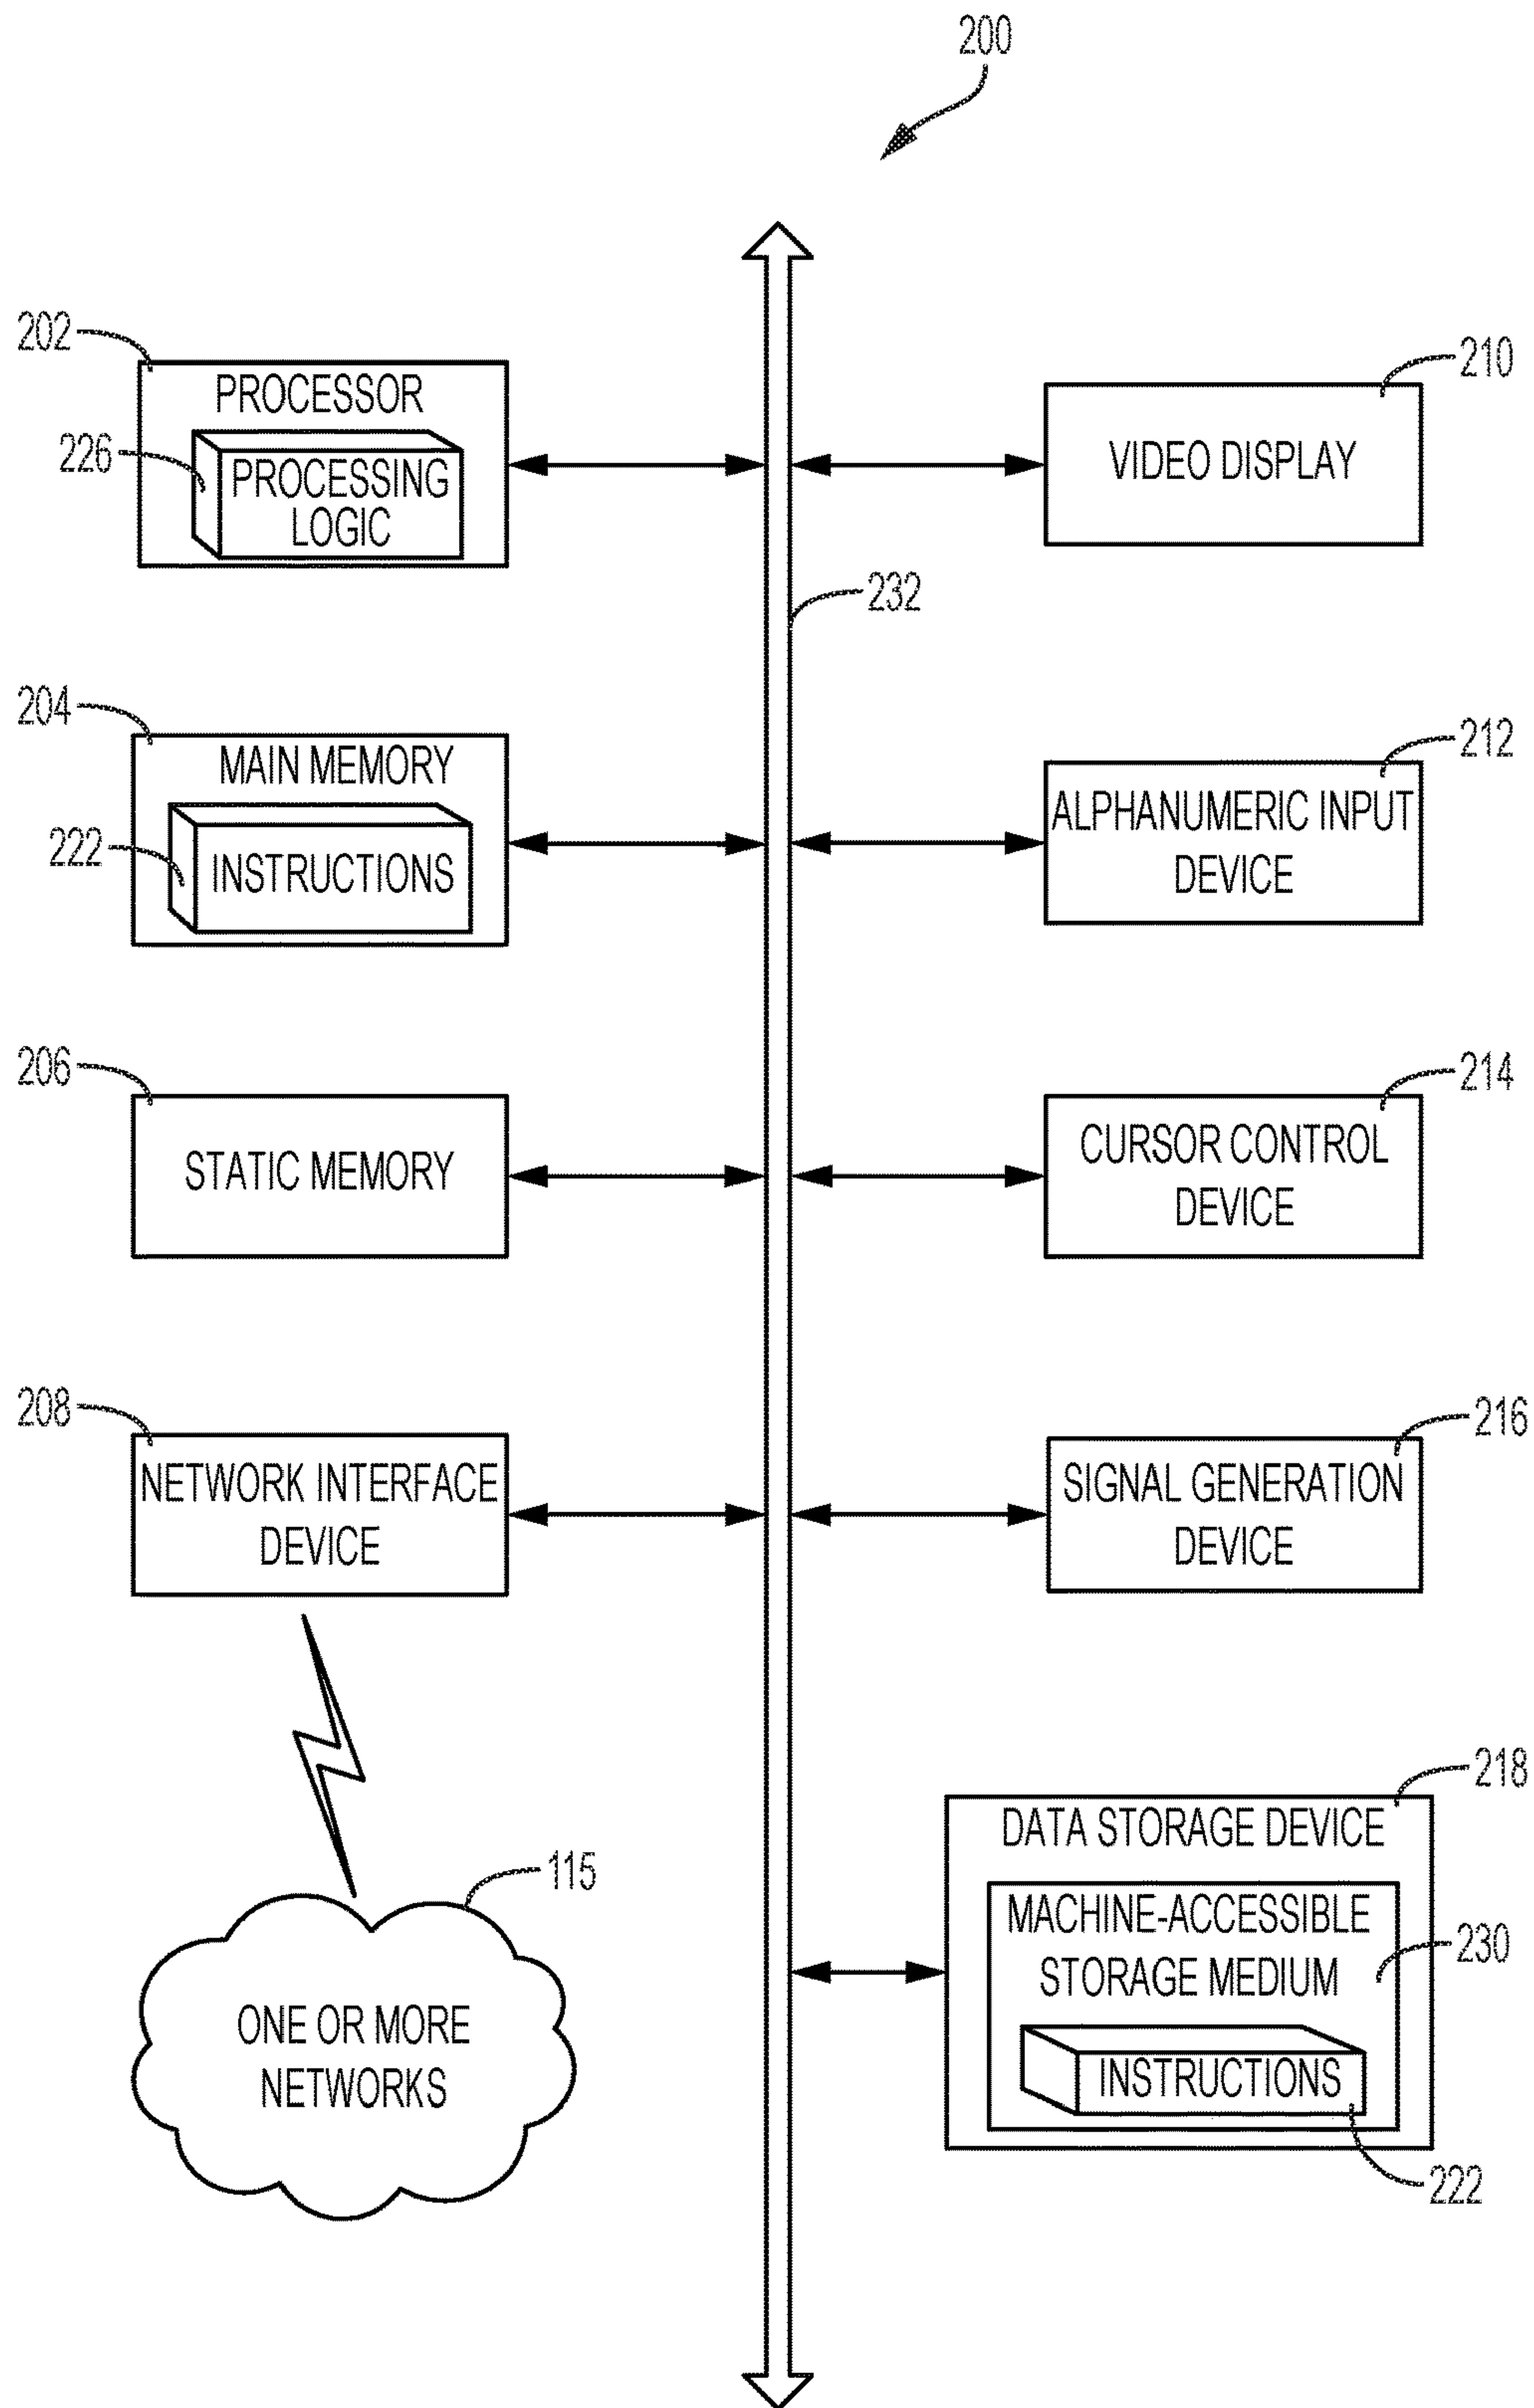 200
202
PROCESSOR
226
PROCESSING
LOGIC
210
VIDEO DISPLAY
232
204
MAIN MEMORY
222
INSTRUCTIONS
212
ALPHANUMERIC INPUT
DEVICE
206
STATIC MEMORY
214
CURSOR CONTROL
DEVICE
208
NETWORK INTERFACE
DEVICE
216
SIGNAL GENERATION
DEVICE
115
ONE OR MORE
NETWORKS
218
DATA STORAGE DEVICE
MACHINE-ACCESSIBLE
STORAGE MEDIUM
230
INSTRUCTIONS
222